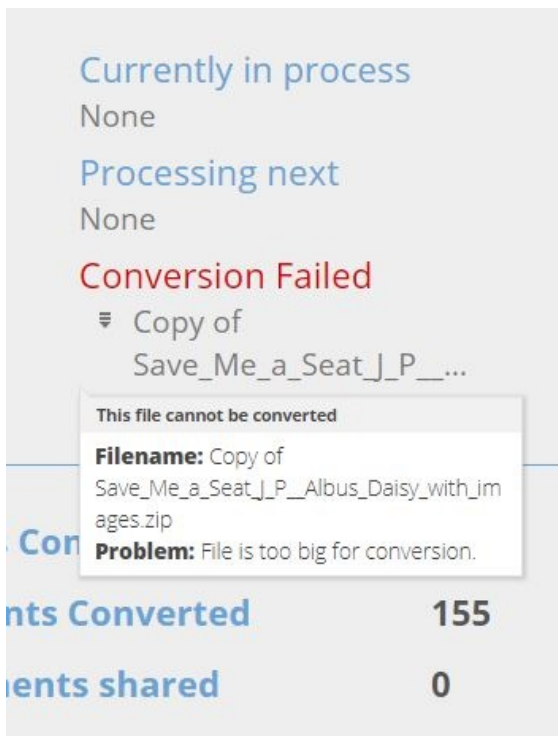 Currently in process
None
Processing next
None
Conversion Failed
Copy of
Save_Me_a_Seat_J_P__...
This file cannot be converted
Filename: Copy of
Save_Me_a_Seat_J_P__Albus_Daisy_with_im
ages.zip
Problem: File is too big for conversion.
s Con
nts Converted 155
ents shared 0